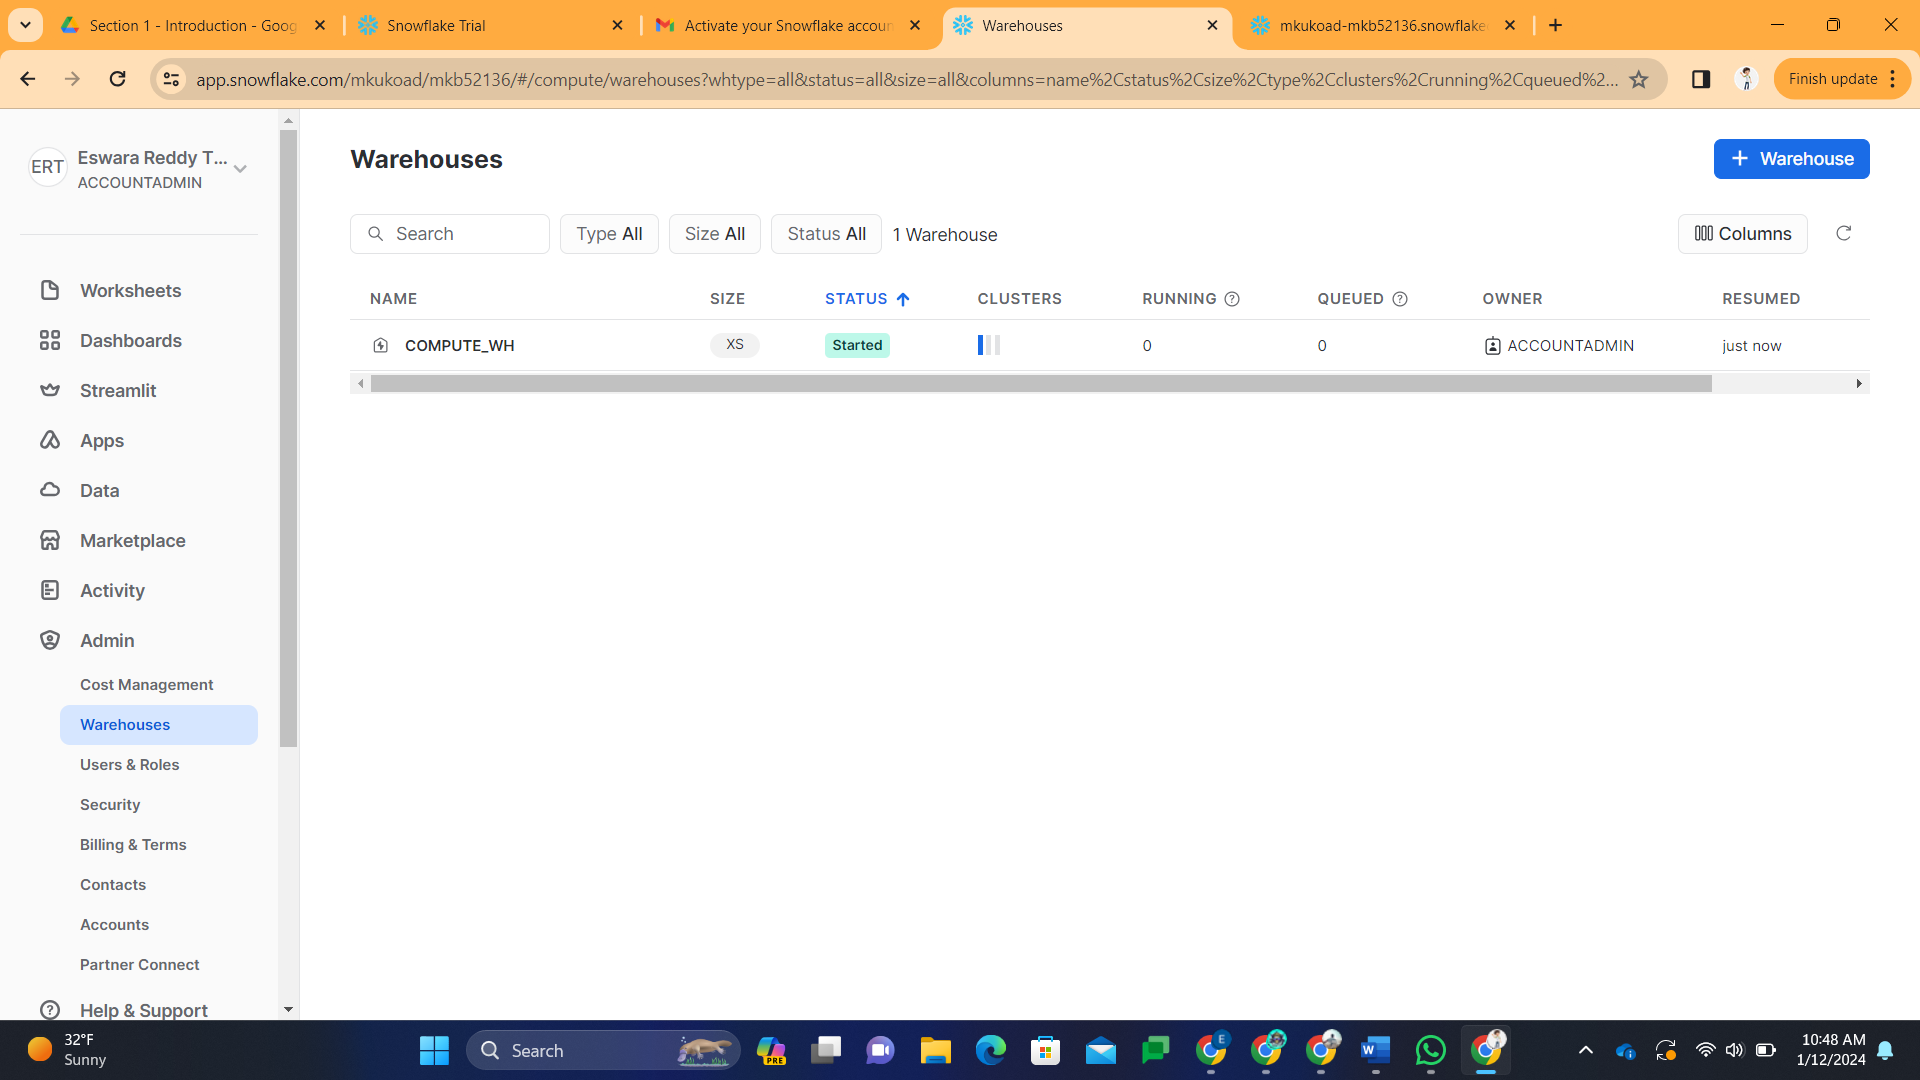 Section 1 - Introduction - Goog
Snowflake Trial
Activate your Snowflake accoun
Warehouses
mkukoad-mkb52136.snowflake
app.snowflake.com/mkukoad/mkb52136/#/compute/warehouses?whtype=all&status=all&size=all&columns=name%2Cstatus%2Csize%2Ctype%2Cclusters%2Crunning%2Cqueued%2...
Finish update
ERT
Eswara Reddy T...
ACCOUNTADMIN
Worksheets
Dashboards
Streamlit
Apps
Data
Marketplace
Activity
Admin
Cost Management
Warehouses
Users & Roles
Security
Billing & Terms
Contacts
Accounts
Partner Connect
Help & Support
Warehouses
+ Warehouse
Search
Type All
Size All
Status All
1 Warehouse
Columns
NAME SIZE STATUS CLUSTERS RUNNING QUEUED OWNER RESUMED
COMPUTE_WH XS Started 0 0 ACCOUNTADMIN just now
32°F
Sunny
Search
PRE
E
W
10:48 AM
1/12/2024